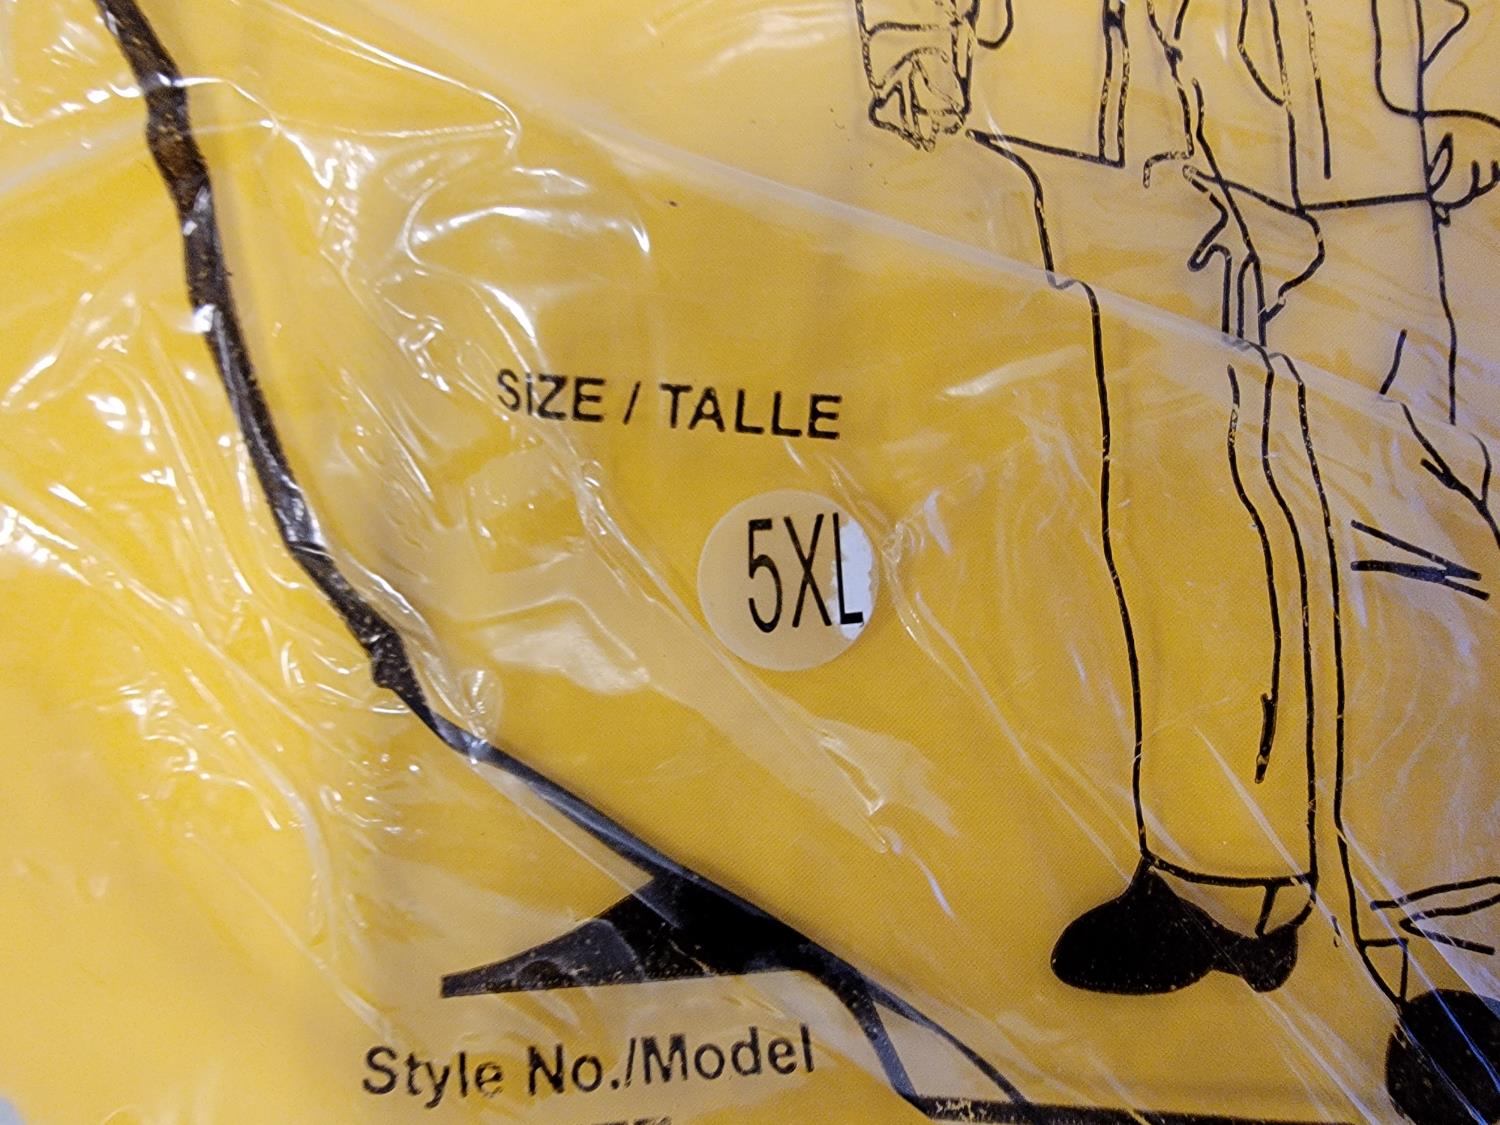 SIZE / TALLE
5XL
Style No./Model